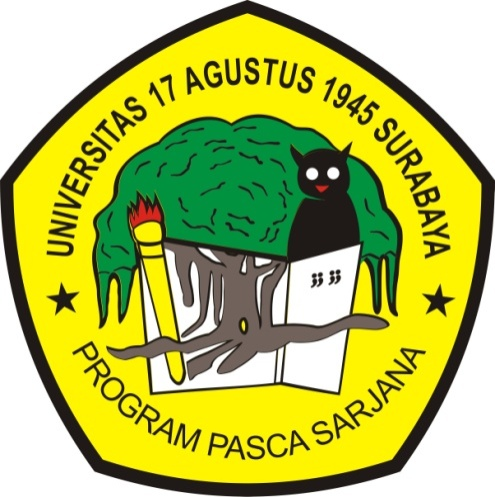 UNIVERSITAS 17 AGUSTUS 1945 SURABAYA
PROGRAM PASCA SARJANA